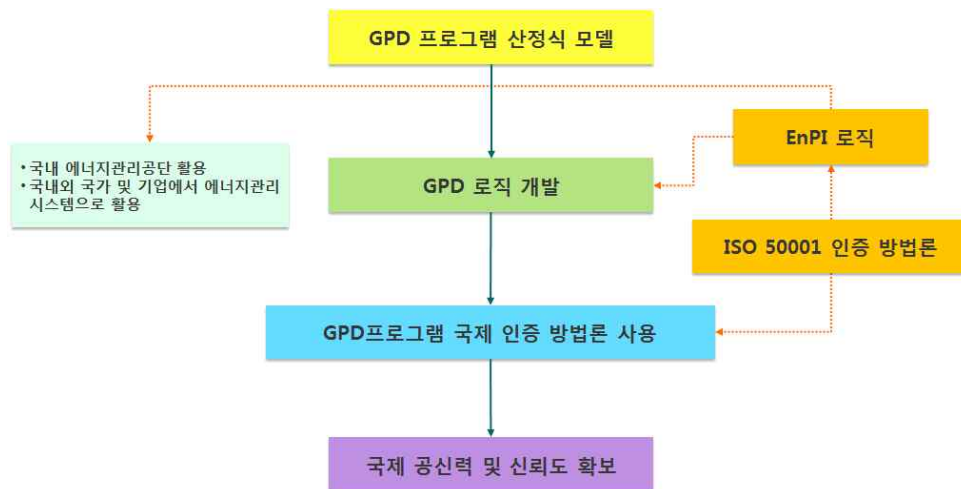 GPD 프로그램 산정식 모델
EnPI 로직
• 국내 에너지관리공단 활용
• 국내외 국가 및 기업에서 에너지관리
시스템으로 활용
GPD 로직 개발
ISO 50001 인증 방법론
GPD프로그램 국제 인증 방법론 사용
국제 공신력 및 신뢰도 확보